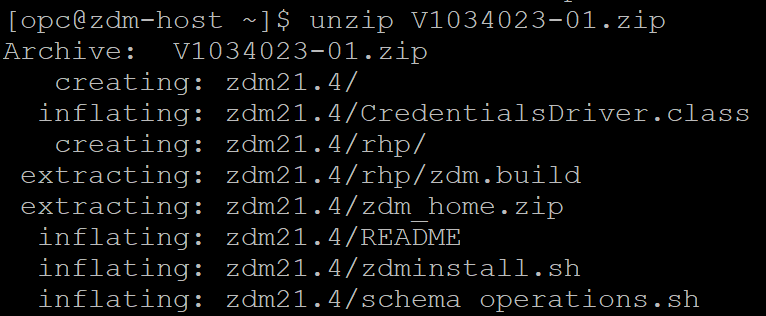 [opc@zdm-host ~]$ unzip V1034023-01.zip
Archive:  V1034023-01.zip
   creating: zdm21.4/
  inflating: zdm21.4/CredentialsDriver.class
   creating: zdm21.4/rhp/
 extracting: zdm21.4/rhp/zdm.build
 extracting: zdm21.4/zdm_home.zip
  inflating: zdm21.4/README
  inflating: zdm21.4/zdminstall.sh
  inflating: zdm21.4/schema_operations.sh